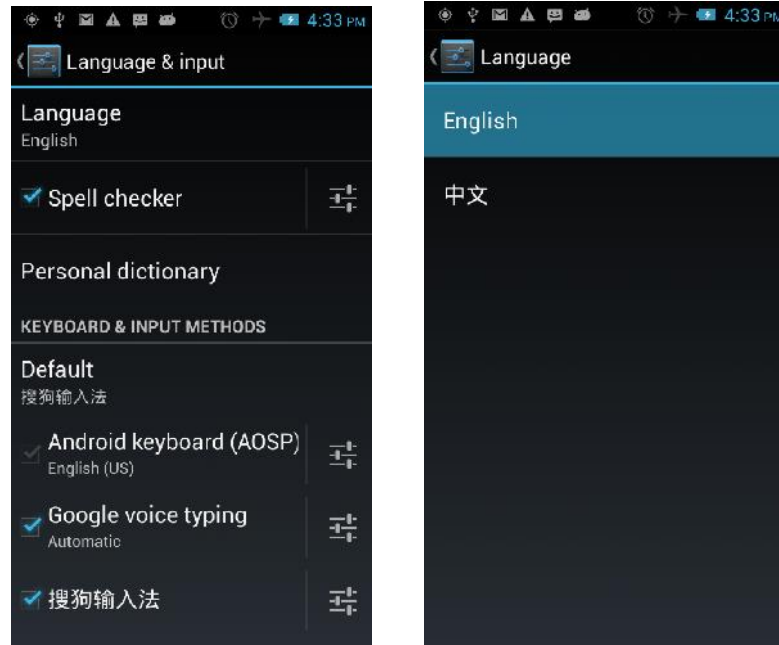 4:33 PM
Language & input
Language
English
Spell checker
Personal dictionary
KEYBOARD & INPUT METHODS
Default
搜狗输入法
Android keyboard (AOSP)
English (US)
Google voice typing
Automatic
搜狗输入法
4:33 PM
Language
English
中文